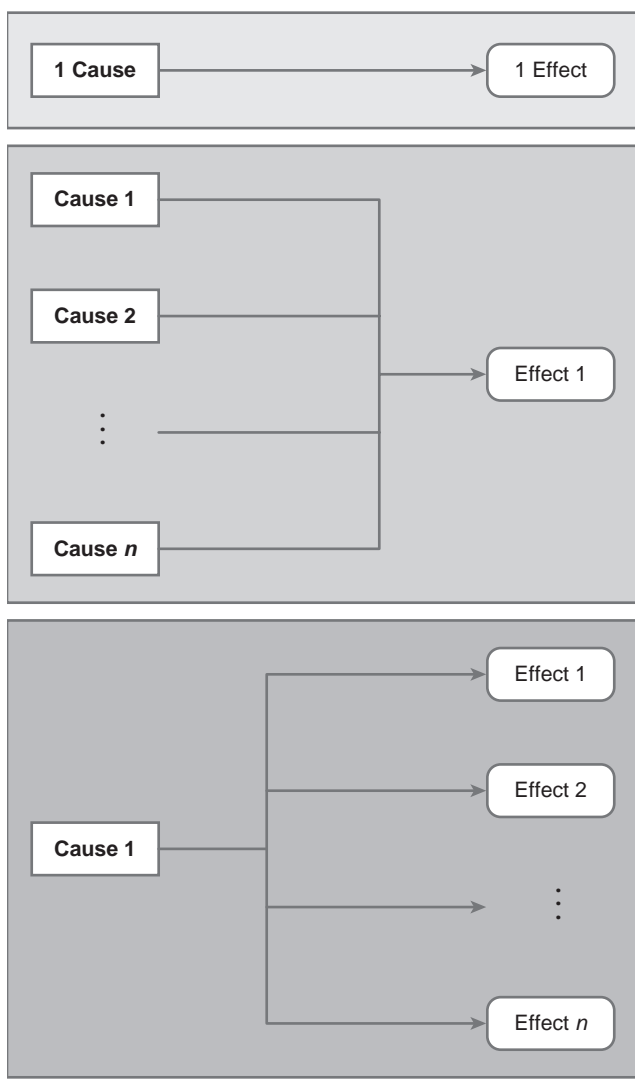 1 Cause
1 Effect
Cause 1
Cause 2
⋮
Cause n
Effect 1
Cause 1
Effect 1
Effect 2
⋮
Effect n